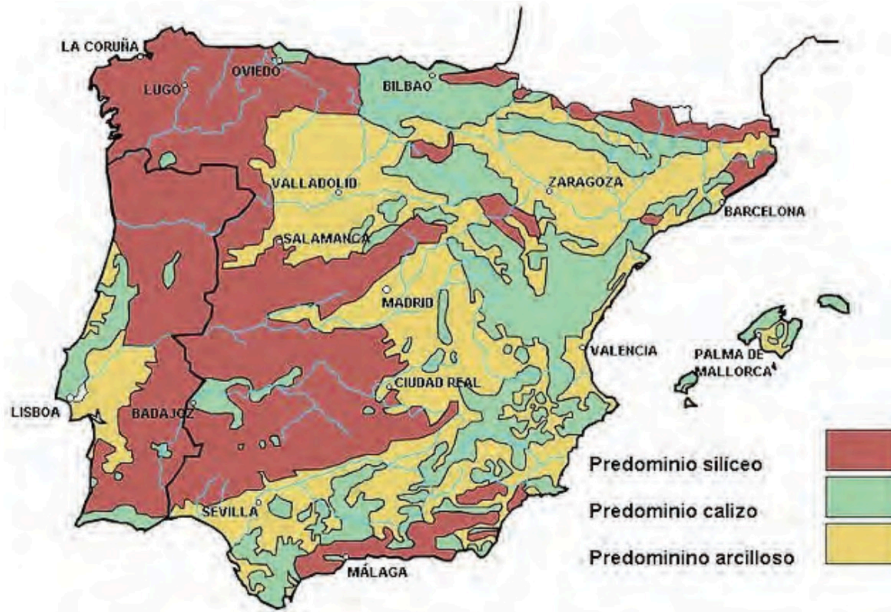 LA CORUÑA
OVIEDO
LUGO
BILBAO
VALLADOLID
ZARAGOZA
BARCELONA
SALAMANCA
MADRID
VALENCIA
PALMA DE
MALLORCA
CIUDAD REAL
LISBOA
BADAJOZ
SEVILLA
MÁLAGA
Predominio silíceo
Predominio calizo
Predominino arcilloso